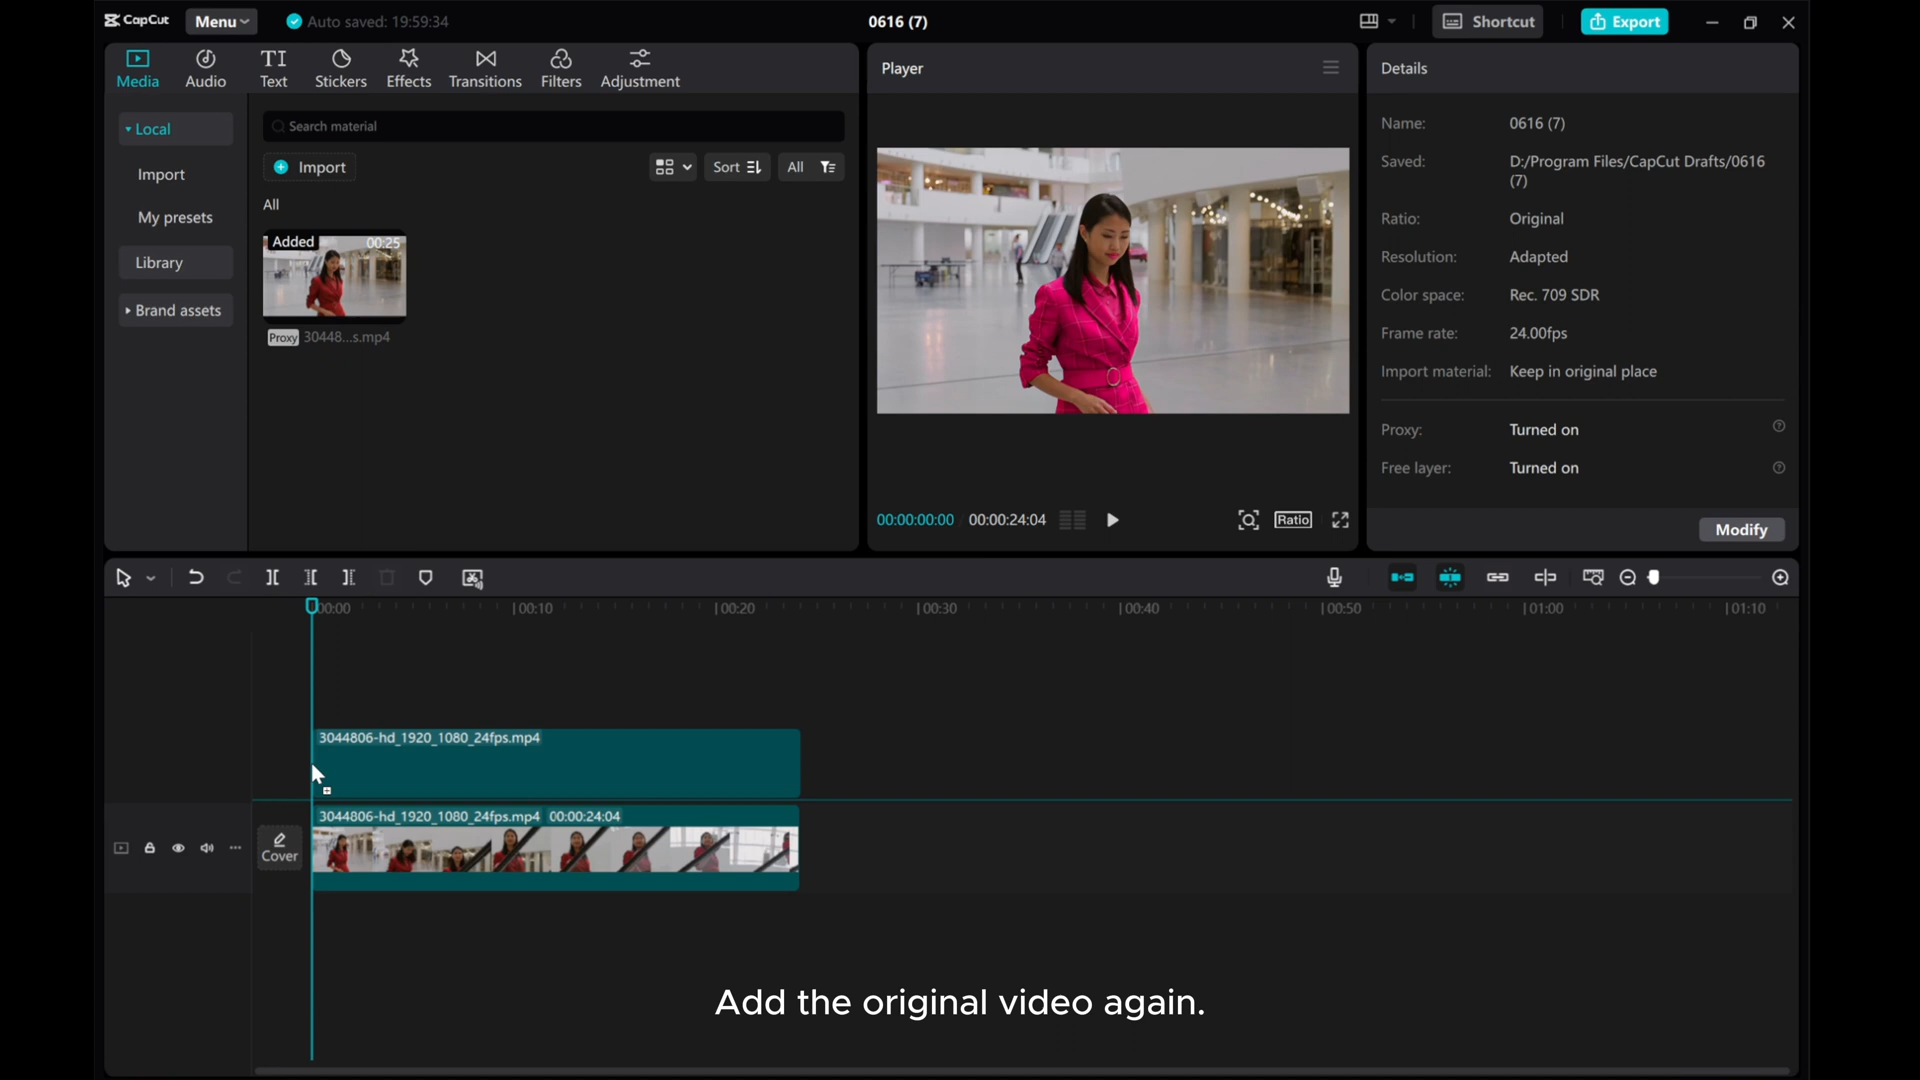 CapCut
Menu
Auto saved: 19:59:34
0616 (7)
Shortcut
Export
Media
Audio
TI
Text
Stickers
Effects
Transitions
Filters
Adjustment
Local
Import
My presets
Library
Brand assets
Search material
Import
Sort
All
All
Added
00:25
Proxy
30448...s.mp4
Player
00:00:00:00
00:00:24:04
Ratio
Details
Name: 0616 (7)
Saved: D:/Program Files/CapCut Drafts/0616
(7)
Ratio: Original
Resolution: Adapted
Color space: Rec. 709 SDR
Frame rate: 24.00fps
Import material: Keep in original place
Proxy: Turned on
Free layer: Turned on
Modify
00:00
00:10
00:20
00:30
00:40
00:50
01:00
01:10
3044806-hd_1920_1080_24fps.mp4
3044806-hd_1920_1080_24fps.mp4 00:00:24:04
Cover
Add the original video again.